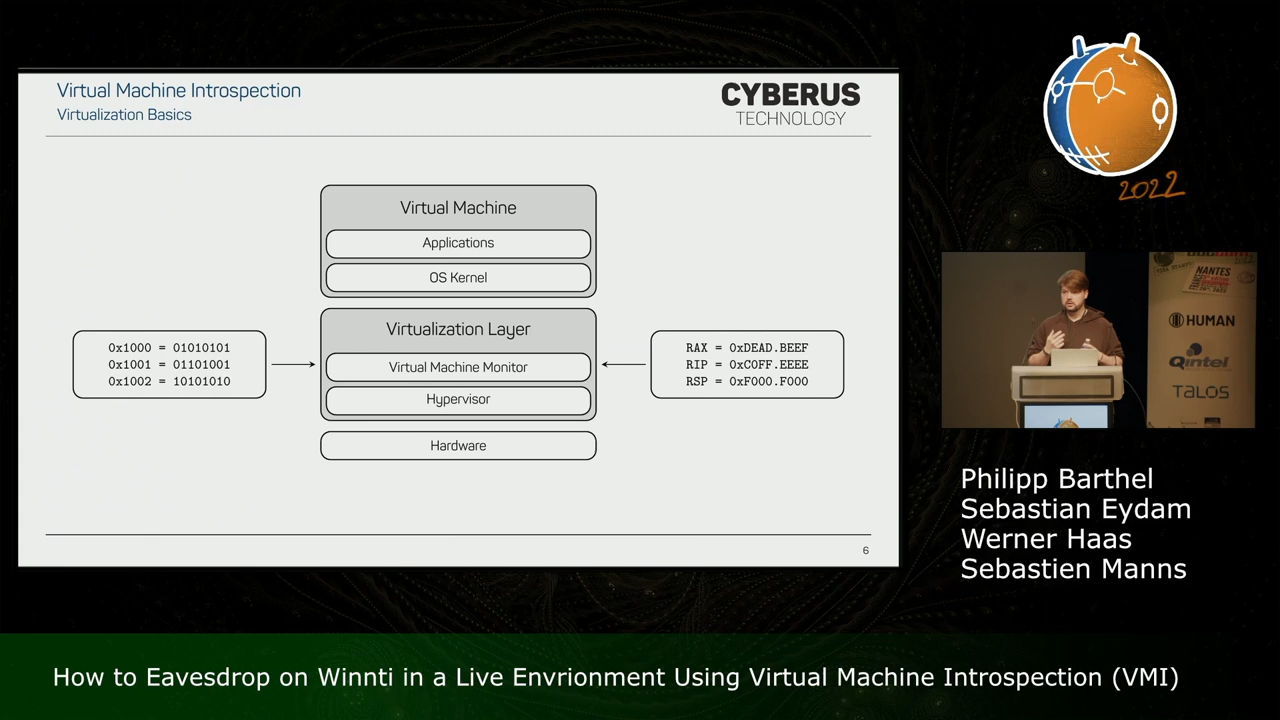 Virtual Machine Introspection
Virtualization Basics
CYBERUS
TECHNOLOGY
Virtual Machine
Applications
OS Kernel
Virtualization Layer
Virtual Machine Monitor
Hypervisor
Hardware
0x1000 = 01010101
0x1001 = 01101001
0x1002 = 10101010
RAX = 0xDEAD.BEEF
RIP = 0xC0FF.EEEE
RSP = 0xF000.F000
6
2022
NANTES
HUMAN
Qintel
TALOS
Philipp Barthel
Sebastian Eydam
Werner Haas
Sebastien Manns
How to Eavesdrop on Winnti in a Live Envrionment Using Virtual Machine Introspection (VMI)